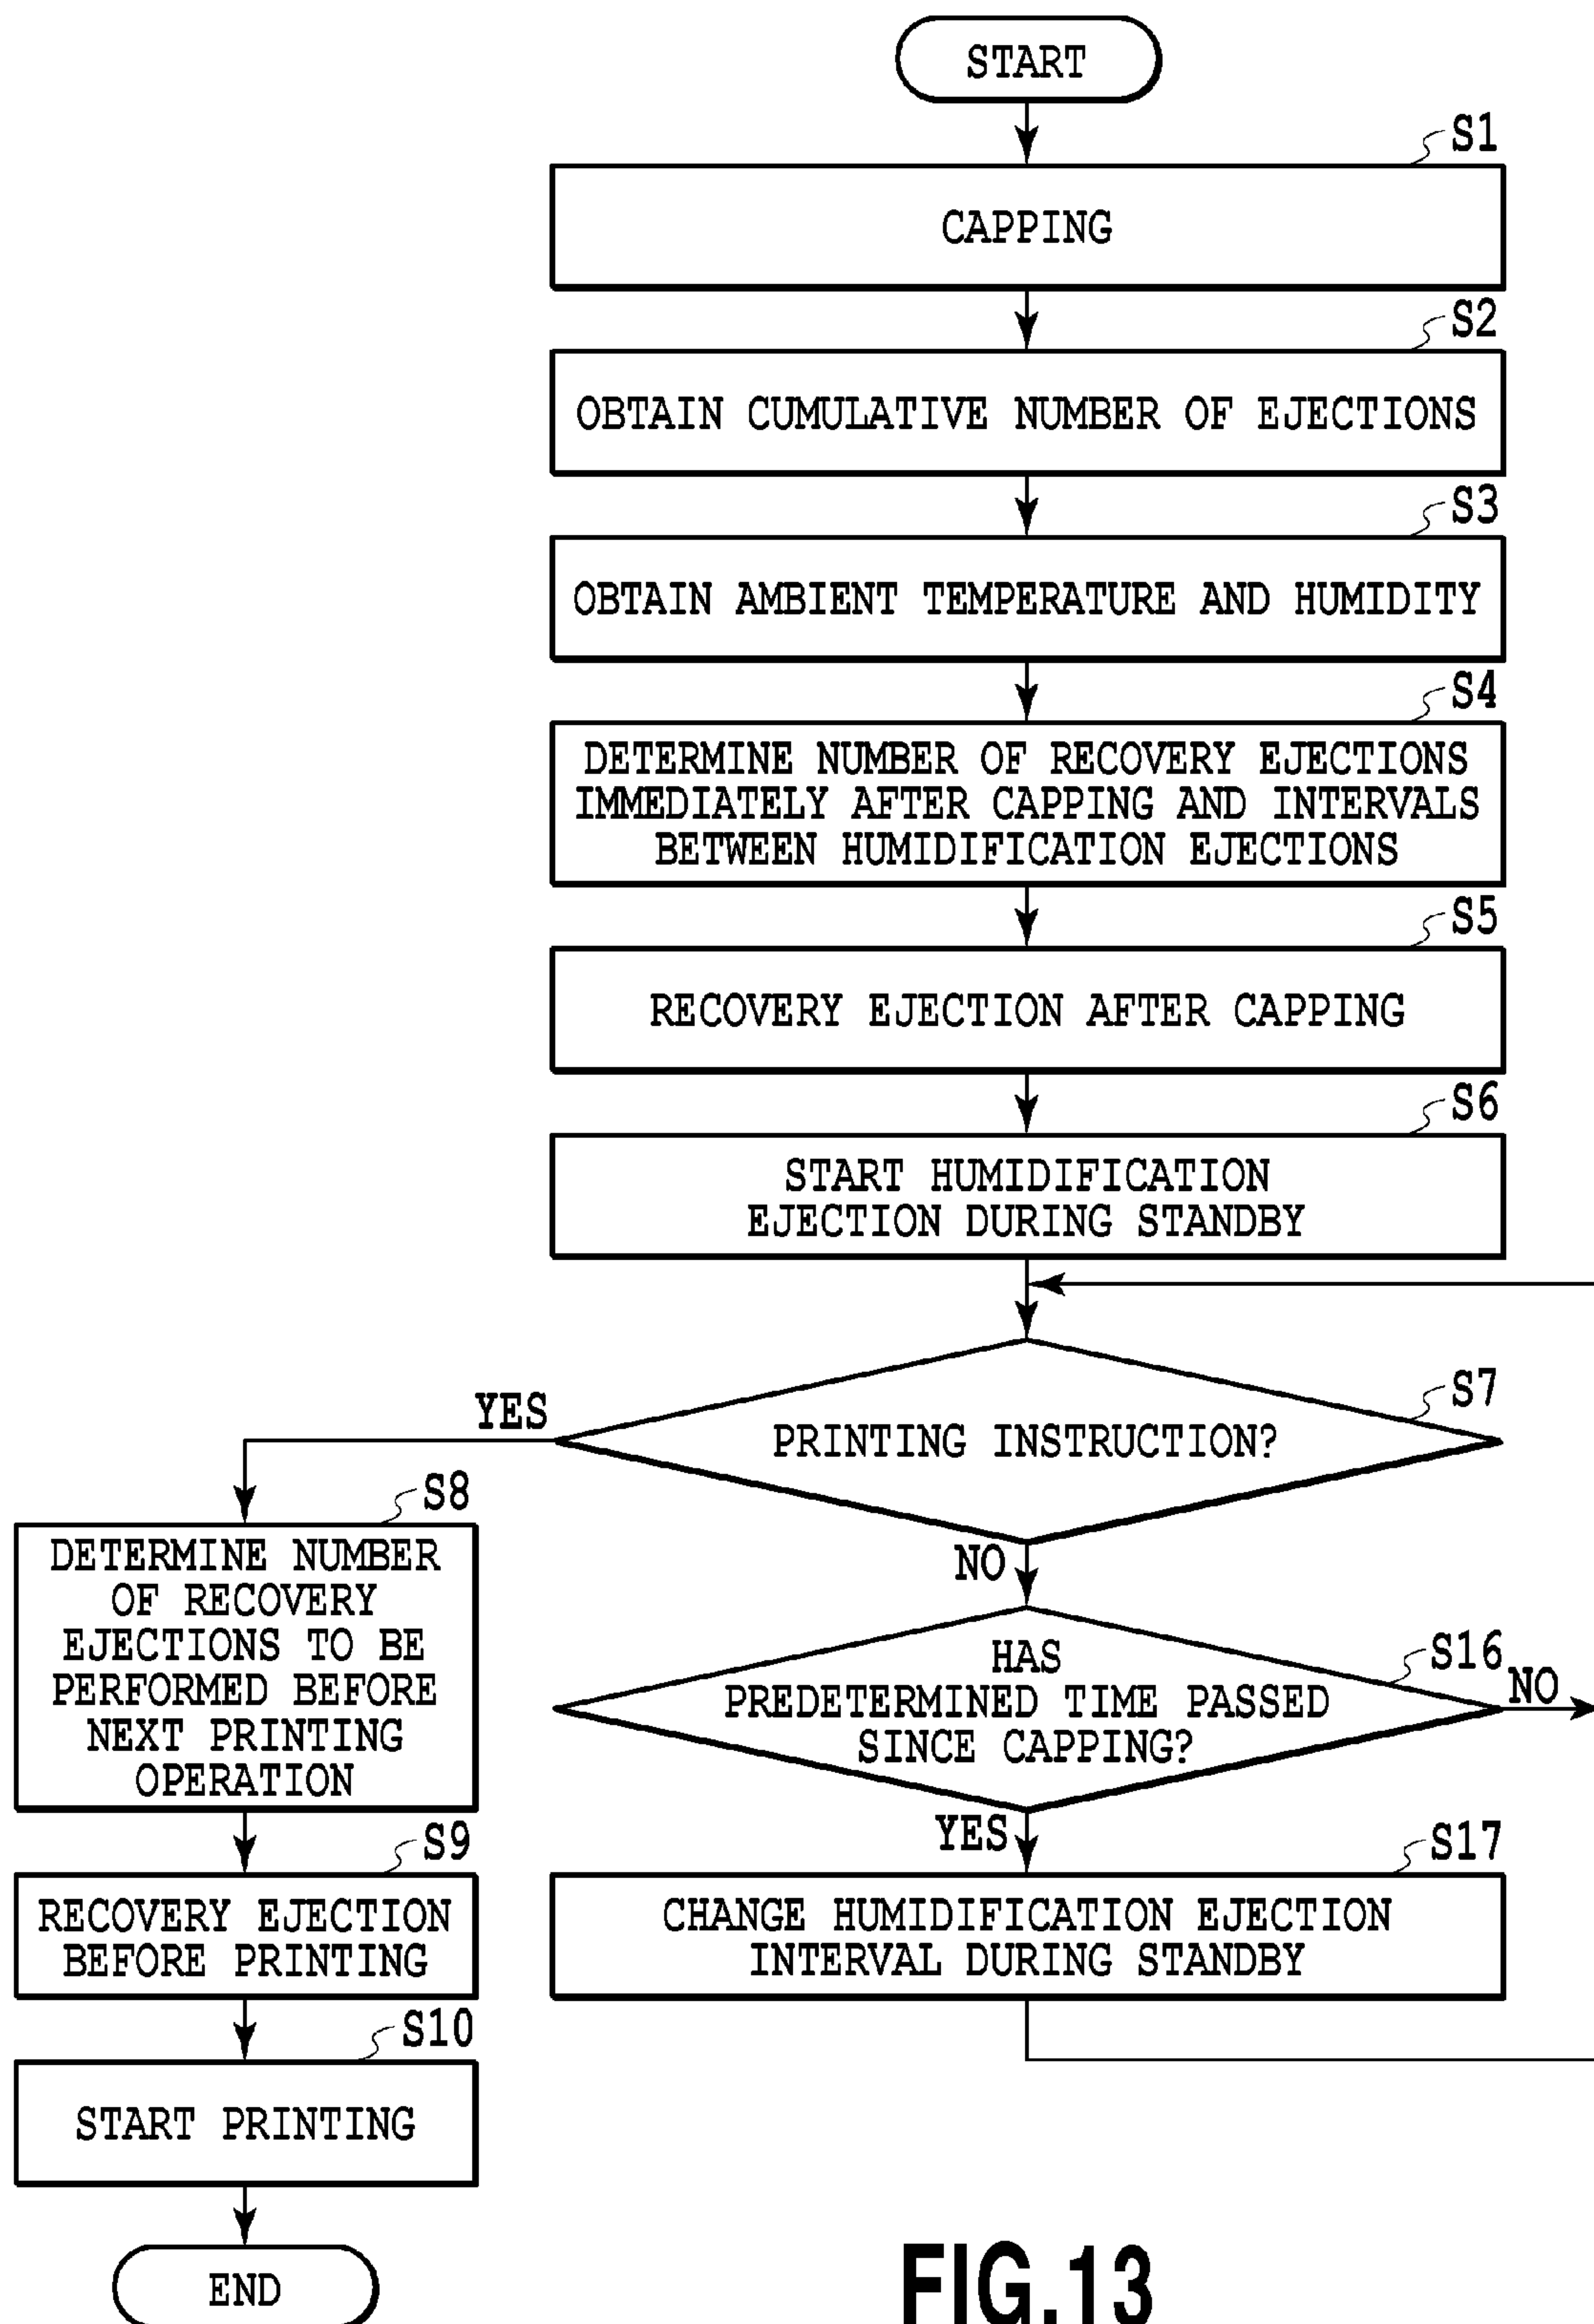 START
S1
CAPPING
S2
OBTAIN CUMULATIVE NUMBER OF EJECTIONS
S3
OBTAIN AMBIENT TEMPERATURE AND HUMIDITY
S4
DETERMINE NUMBER OF RECOVERY EJECTIONS
IMMEDIATELY AFTER CAPPING AND INTERVALS
BETWEEN HUMIDIFICATION EJECTIONS
S5
RECOVERY EJECTION AFTER CAPPING
S6
START HUMIDIFICATION
EJECTION DURING STANDBY
S7
YES
PRINTING INSTRUCTION?
NO
S8
DETERMINE NUMBER
OF RECOVERY
EJECTIONS TO BE
PERFORMED BEFORE
NEXT PRINTING
OPERATION
S16
HAS
PREDETERMINED TIME PASSED
SINCE CAPPING?
NO
YES
S9
RECOVERY EJECTION
BEFORE PRINTING
S17
CHANGE HUMIDIFICATION EJECTION
INTERVAL DURING STANDBY
S10
START PRINTING
END
FIG.13